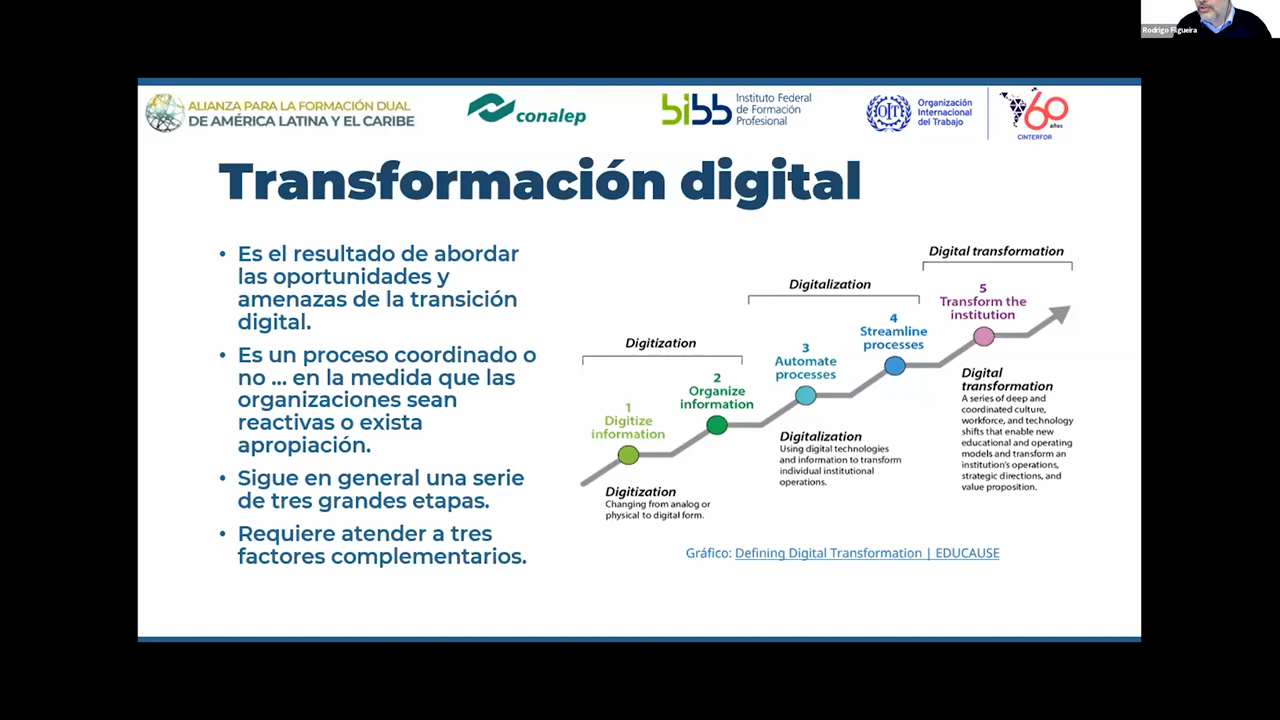 Rodrigo Filgueira
ALIANZA PARA LA FORMACIÓN DUAL
DE AMÉRICA LATINA Y EL CARIBE
conalep
bibb
Instituto Federal
de Formación
Profesional
OIT
Organización
Internacional
del Trabajo
60
años
CINTERFOR
Transformación digital
• Es el resultado de abordar
las oportunidades y
amenazas de la transición
digital.
• Es un proceso coordinado o
no ... en la medida que las
organizaciones sean
reactivas o exista
apropiación.
• Sigue en general una serie
de tres grandes etapas.
• Requiere atender a tres
factores complementarios.
Digitization
1
Digitize
information
2
Organize
information
Digitization
Changing from analog or
physical to digital form.
Digitalization
3
Automate
processes
4
Streamline
processes
Digitalization
Using digital technologies
and information to transform
individual institutional
operations.
Digital transformation
5
Transform the
institution
Digital
transformation
A series of deep and
coordinated culture,
workforce, and technology
shifts that enable new
educational and operating
models and transform an
institution's operations,
strategic directions, and
value proposition.
Gráfico: Defining Digital Transformation | EDUCAUSE